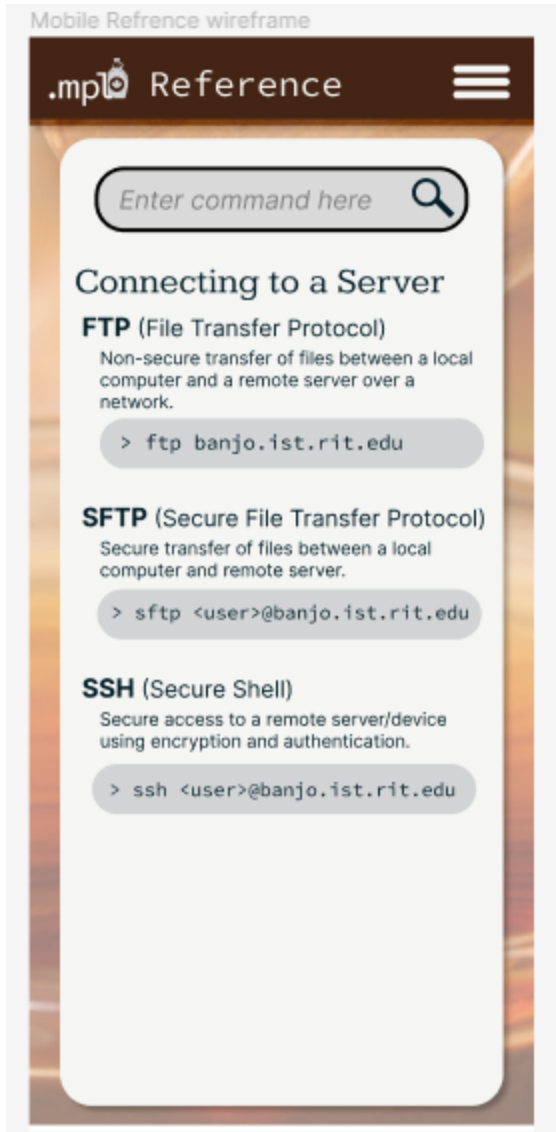 Mobile Refrence wireframe
.mpl Reference
Enter command here
Connecting to a Server
FTP (File Transfer Protocol)
Non-secure transfer of files between a local
computer and a remote server over a
network.
> ftp banjo.ist.rit.edu
SFTP (Secure File Transfer Protocol)
Secure transfer of files between a local
computer and remote server.
> sftp <user>@banjo.ist.rit.edu
SSH (Secure Shell)
Secure access to a remote server/device
using encryption and authentication.
> ssh <user>@banjo.ist.rit.edu